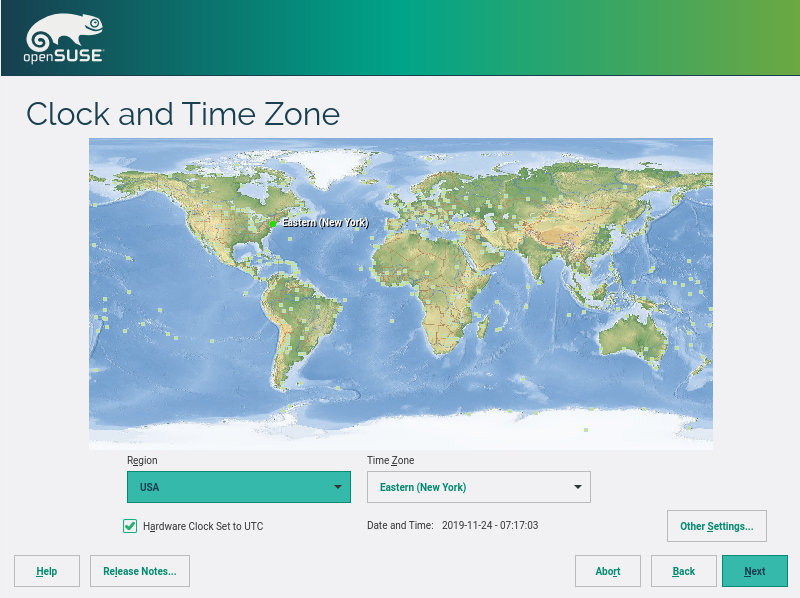 openSUSE
Clock and Time Zone
Eastern (New York)
Region
Time Zone
USA
Eastern (New York)
Hardware Clock Set to UTC
Date and Time: 2019-11-24 - 07:17:03
Other Settings...
Help
Release Notes...
Abort
Back
Next